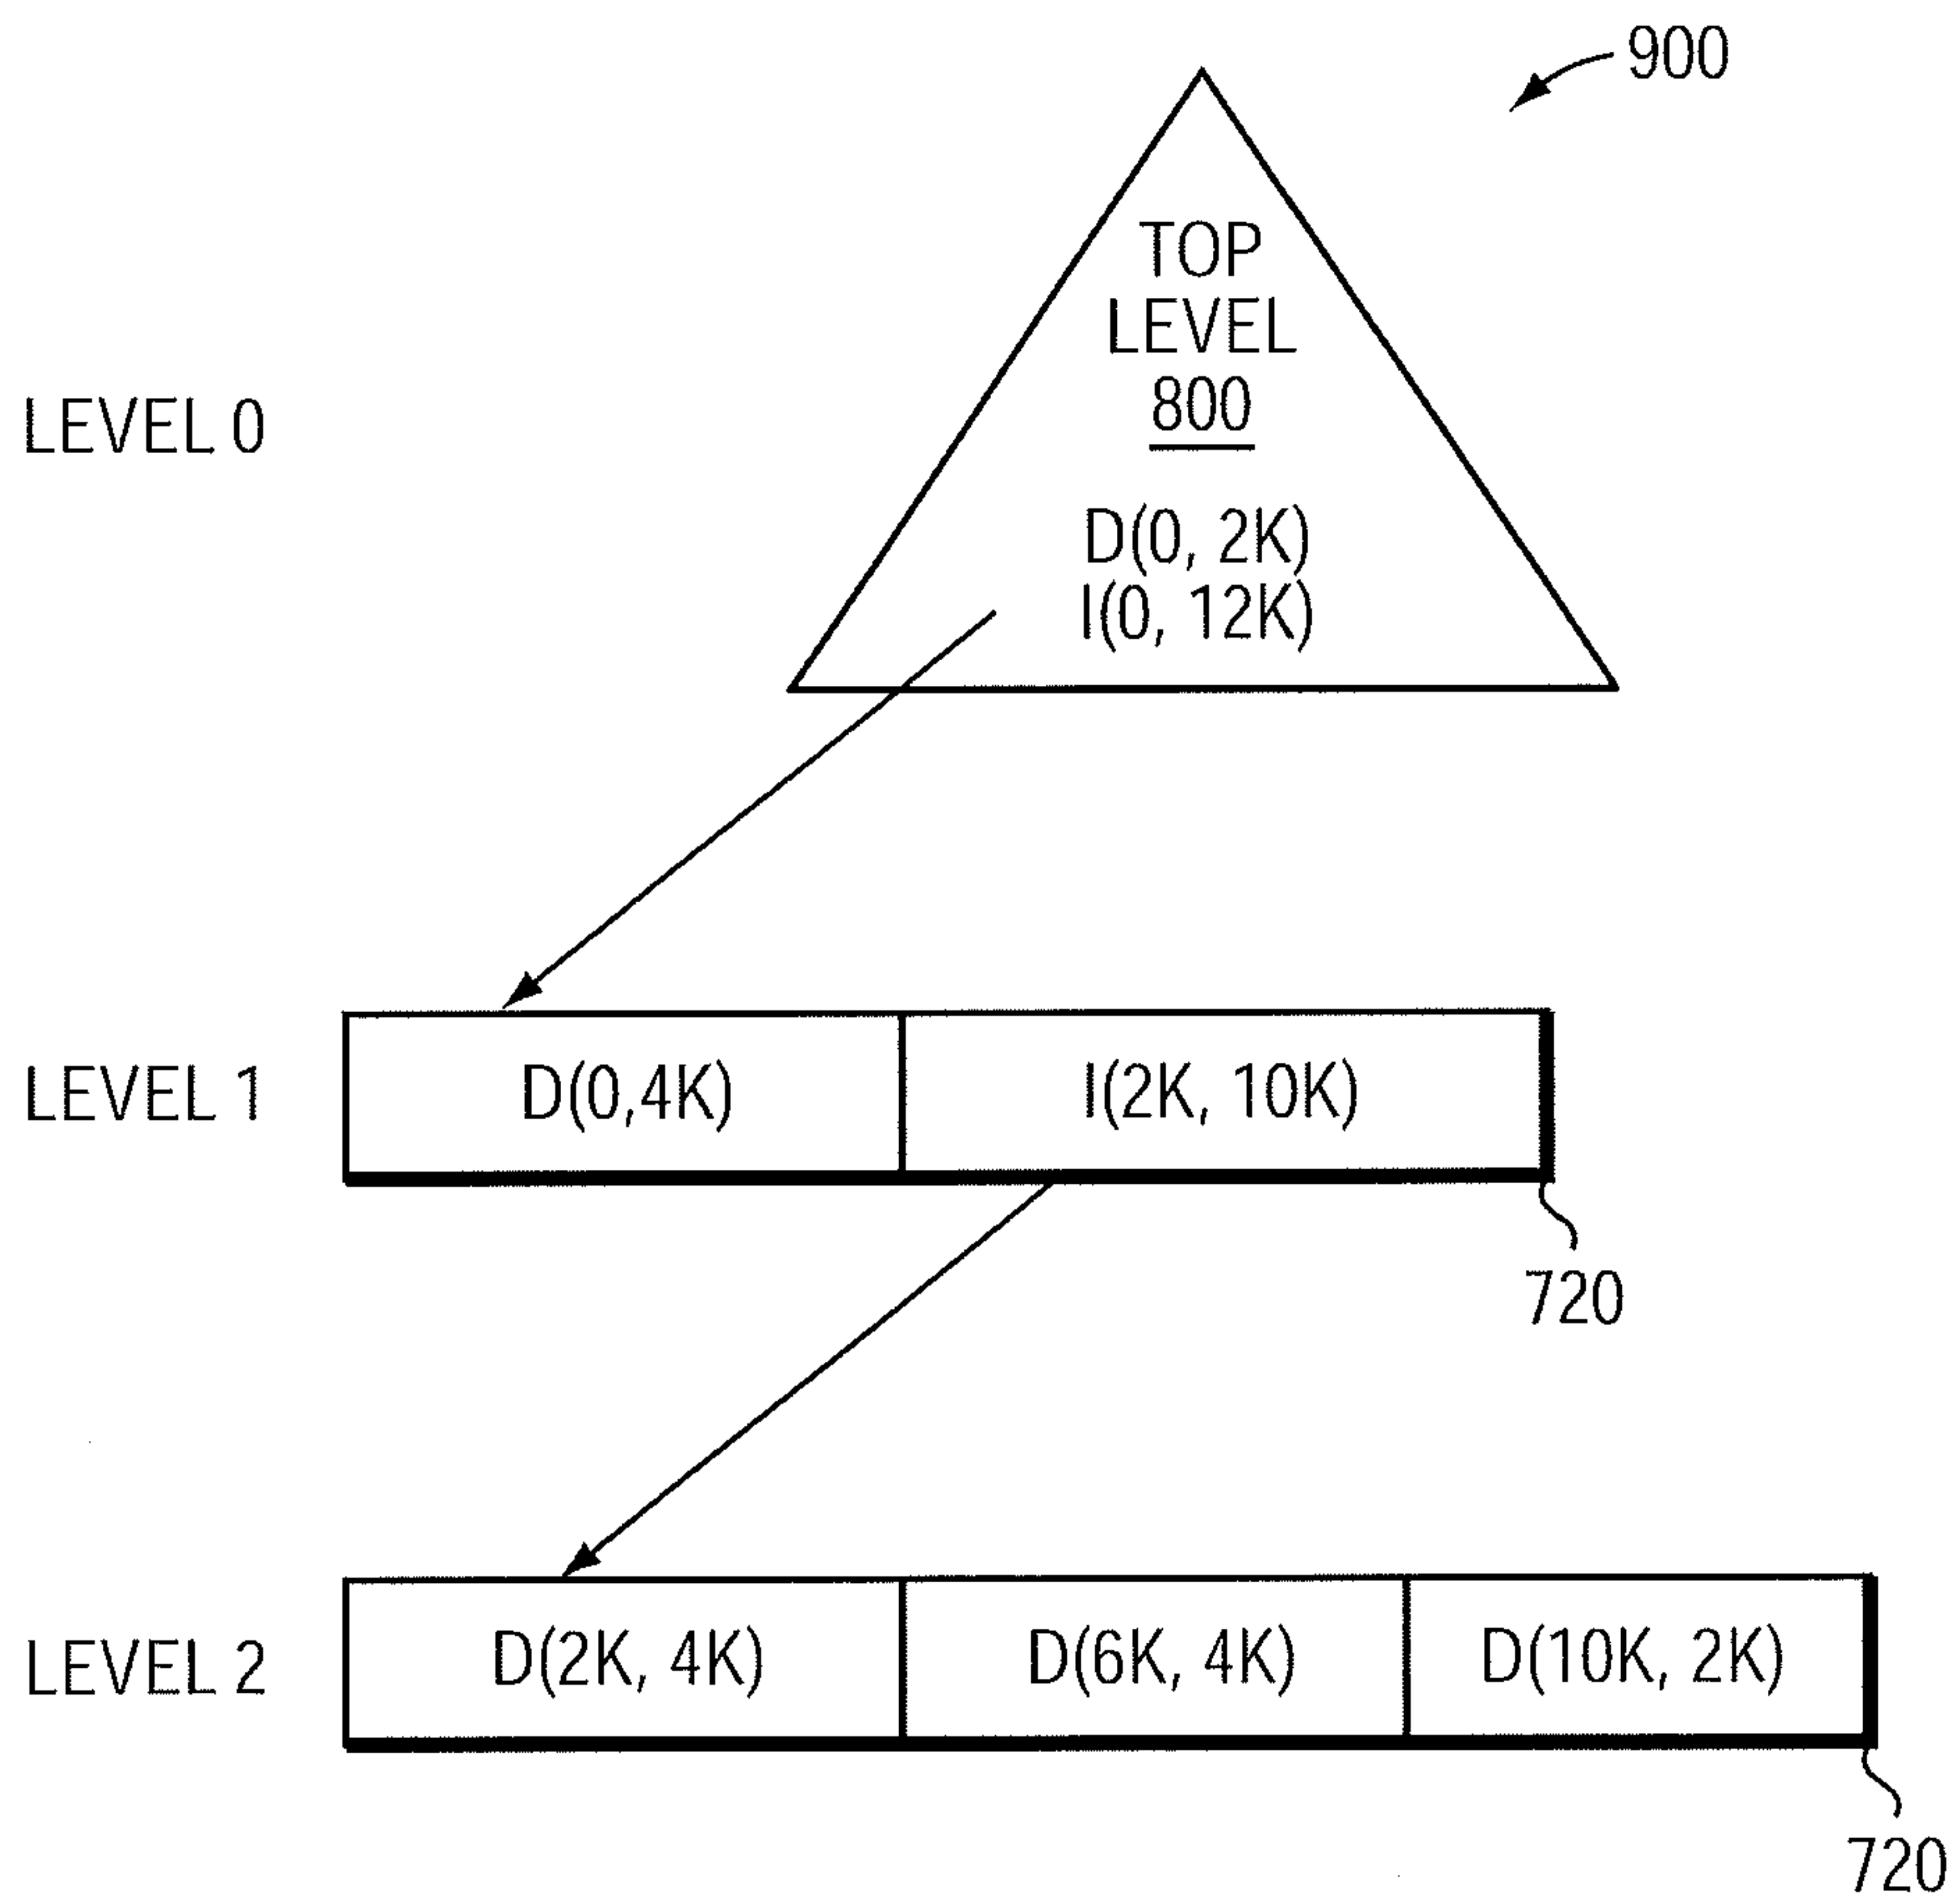 900
TOP
LEVEL
800
LEVEL 0
D(0, 2K)
I(0, 12K)
LEVEL 1
D(0,4K)
I(2K, 10K)
720
LEVEL 2
D(2K, 4K)
D(6K, 4K)
D(10K, 2K)
720